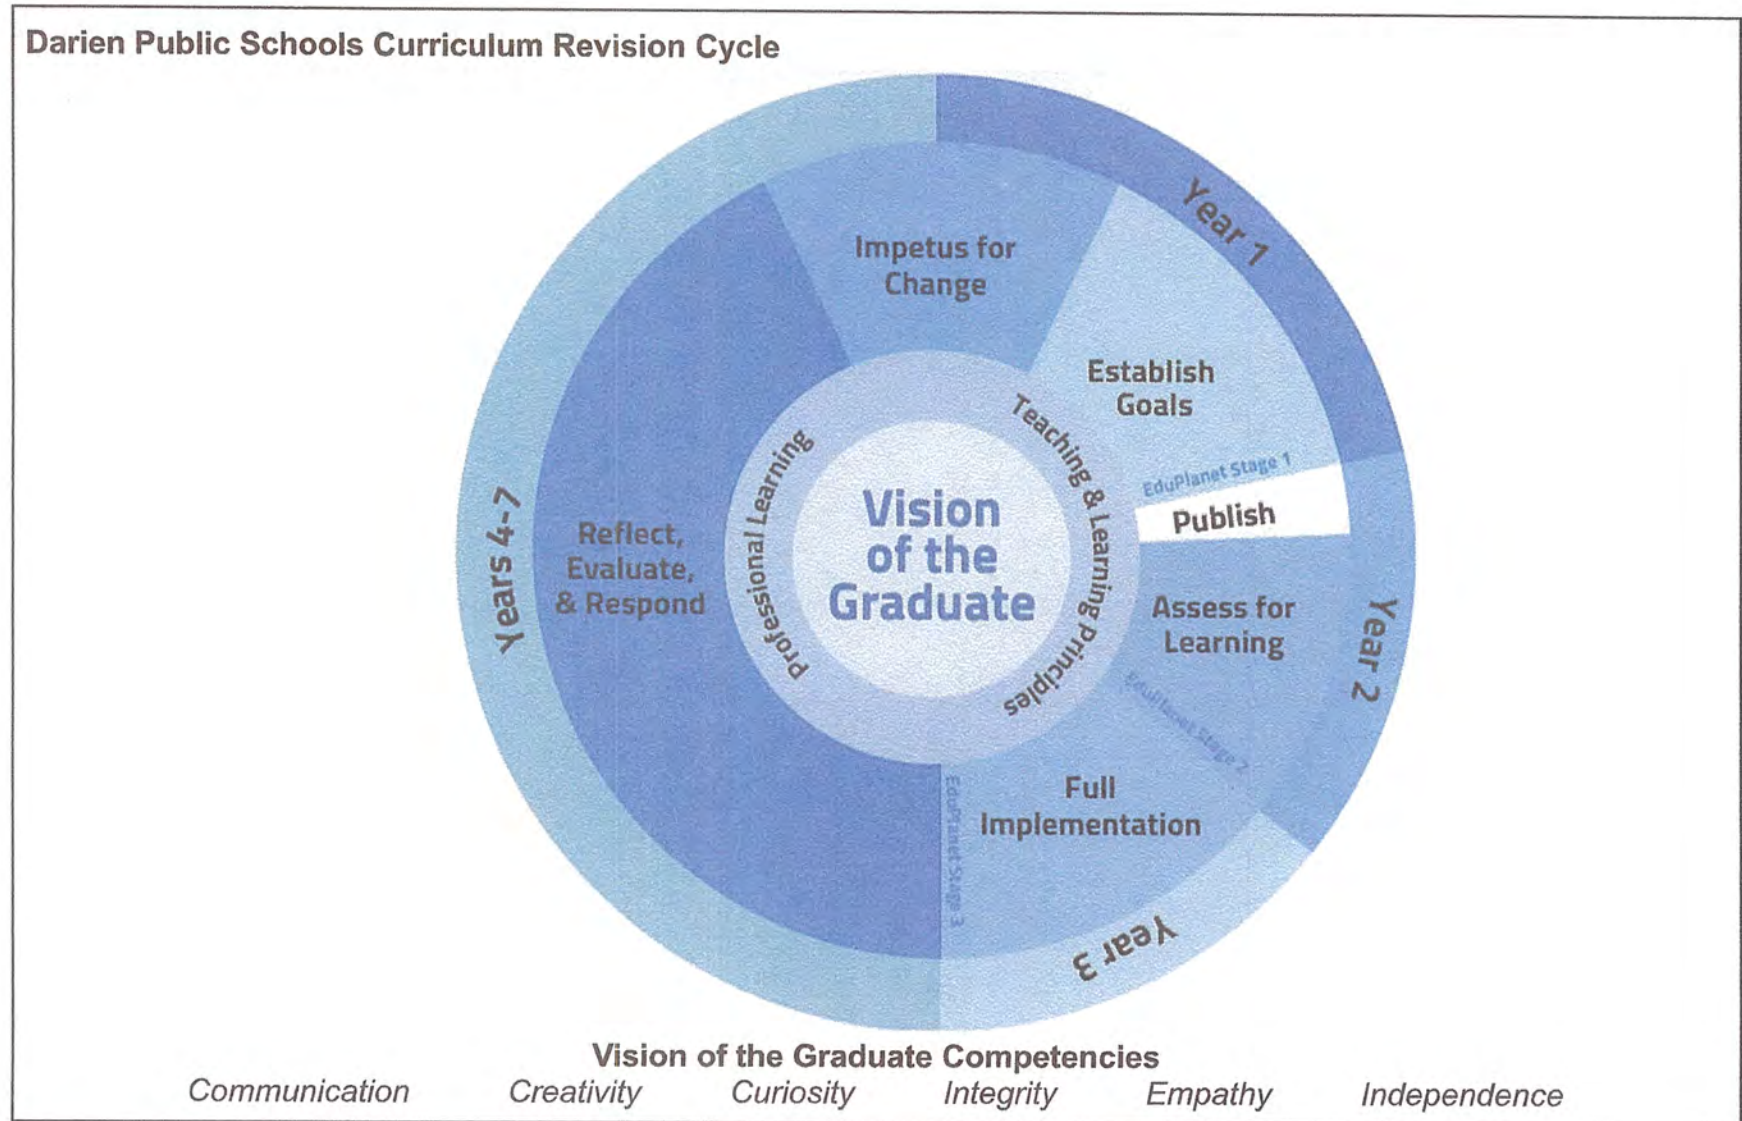 Darien Public Schools Curriculum Revision Cycle
Year 1
Impetus for
Change
Establish
Goals
EduPlanet Stage 1
Publish
Year 2
Assess for
Learning
EduPlanet Stage 2
Full
Implementation
EduPlanet Stage 3
Year 3
Years 4-7
Reflect,
Evaluate,
& Respond
Professional Learning
Teaching & Learning Principles
Vision
of the
Graduate
Vision of the Graduate Competencies
Communication Creativity Curiosity Integrity Empathy Independence